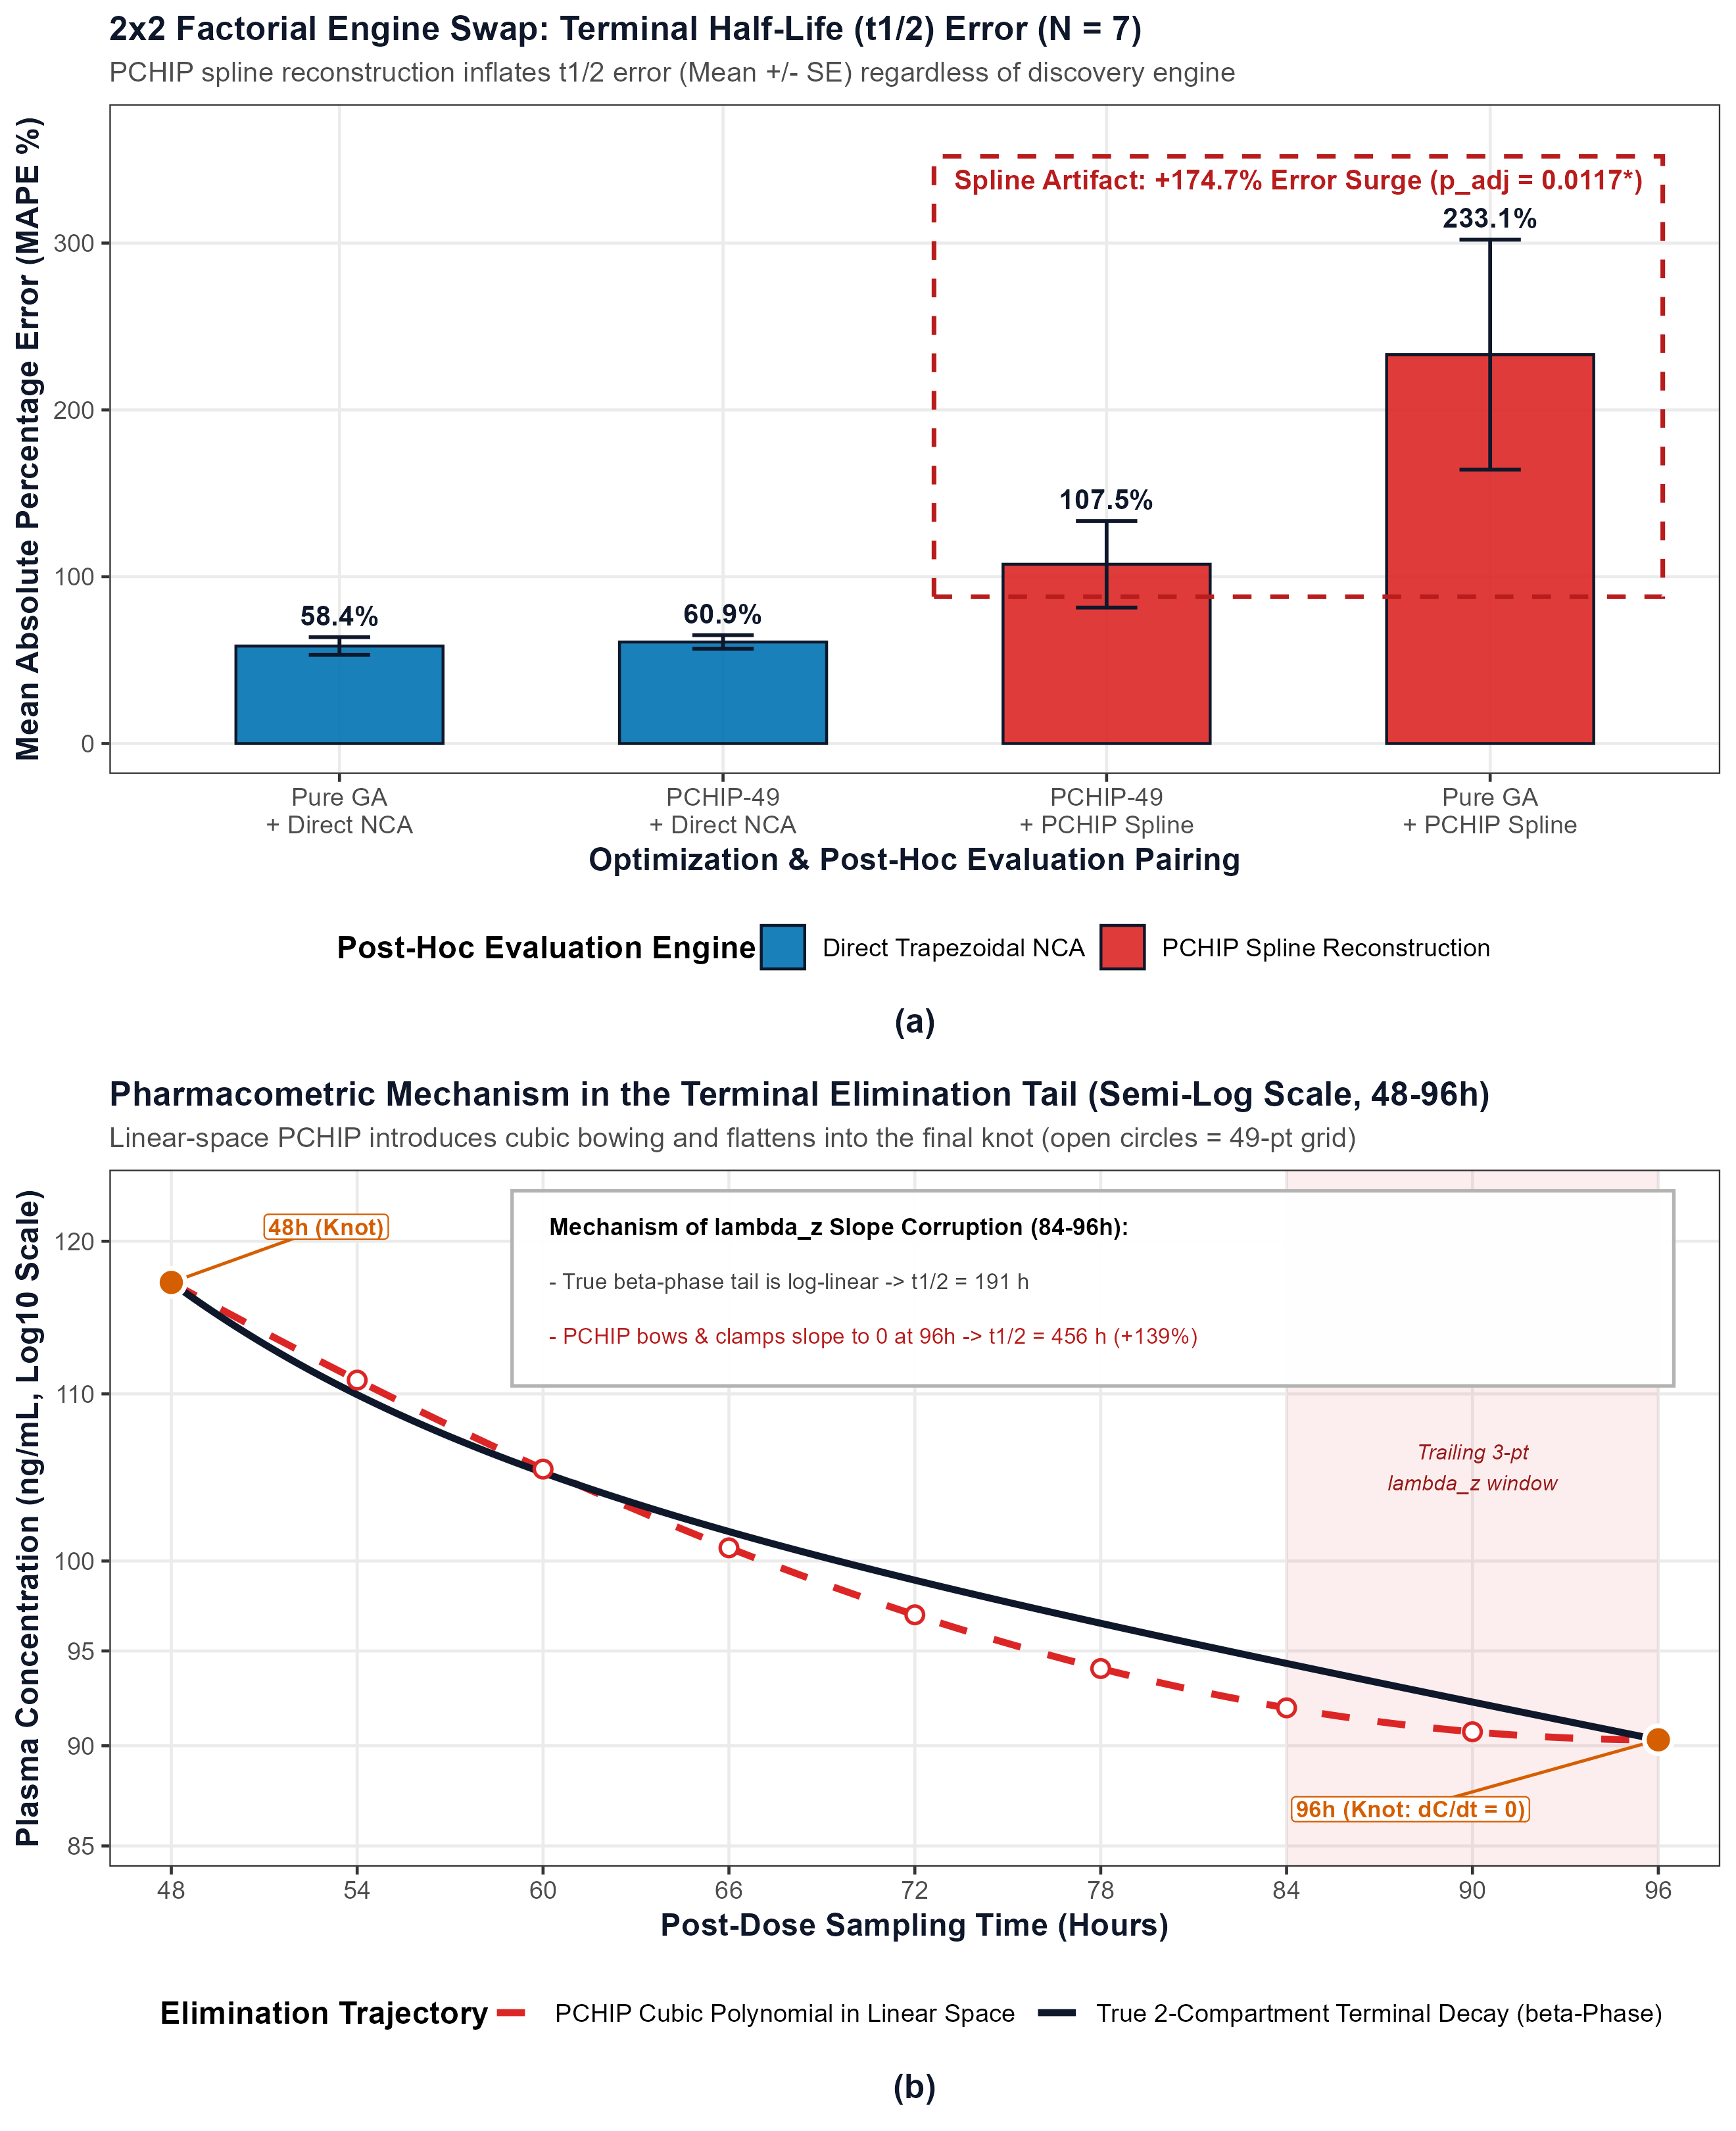 2x2 Factorial Engine Swap: Terminal Half-Life (t1/2) Error (N = 7)
PCHIP spline reconstruction inflates t1/2 error (Mean +/- SE) regardless of discovery engine
Mean Absolute Percentage Error (MAPE %)
300
200
100
0
Spline Artifact: +174.7% Error Surge (p_adj = 0.0117*)
233.1%
107.5%
58.4%
60.9%
Pure GA
+ Direct NCA
PCHIP-49
+ Direct NCA
PCHIP-49
+ PCHIP Spline
Pure GA
+ PCHIP Spline
Optimization & Post-Hoc Evaluation Pairing
Post-Hoc Evaluation Engine
Direct Trapezoidal NCA
PCHIP Spline Reconstruction
(a)
Pharmacometric Mechanism in the Terminal Elimination Tail (Semi-Log Scale, 48-96h)
Linear-space PCHIP introduces cubic bowing and flattens into the final knot (open circles = 49-pt grid)
Plasma Concentration (ng/mL, Log10 Scale)
120
110
100
95
90
85
48h (Knot)
Mechanism of lambda_z Slope Corruption (84-96h):
- True beta-phase tail is log-linear -> t1/2 = 191 h
- PCHIP bows & clamps slope to 0 at 96h -> t1/2 = 456 h (+139%)
Trailing 3-pt
lambda_z window
96h (Knot: dC/dt = 0)
48
54
60
66
72
78
84
90
96
Post-Dose Sampling Time (Hours)
Elimination Trajectory
PCHIP Cubic Polynomial in Linear Space
True 2-Compartment Terminal Decay (beta-Phase)
(b)